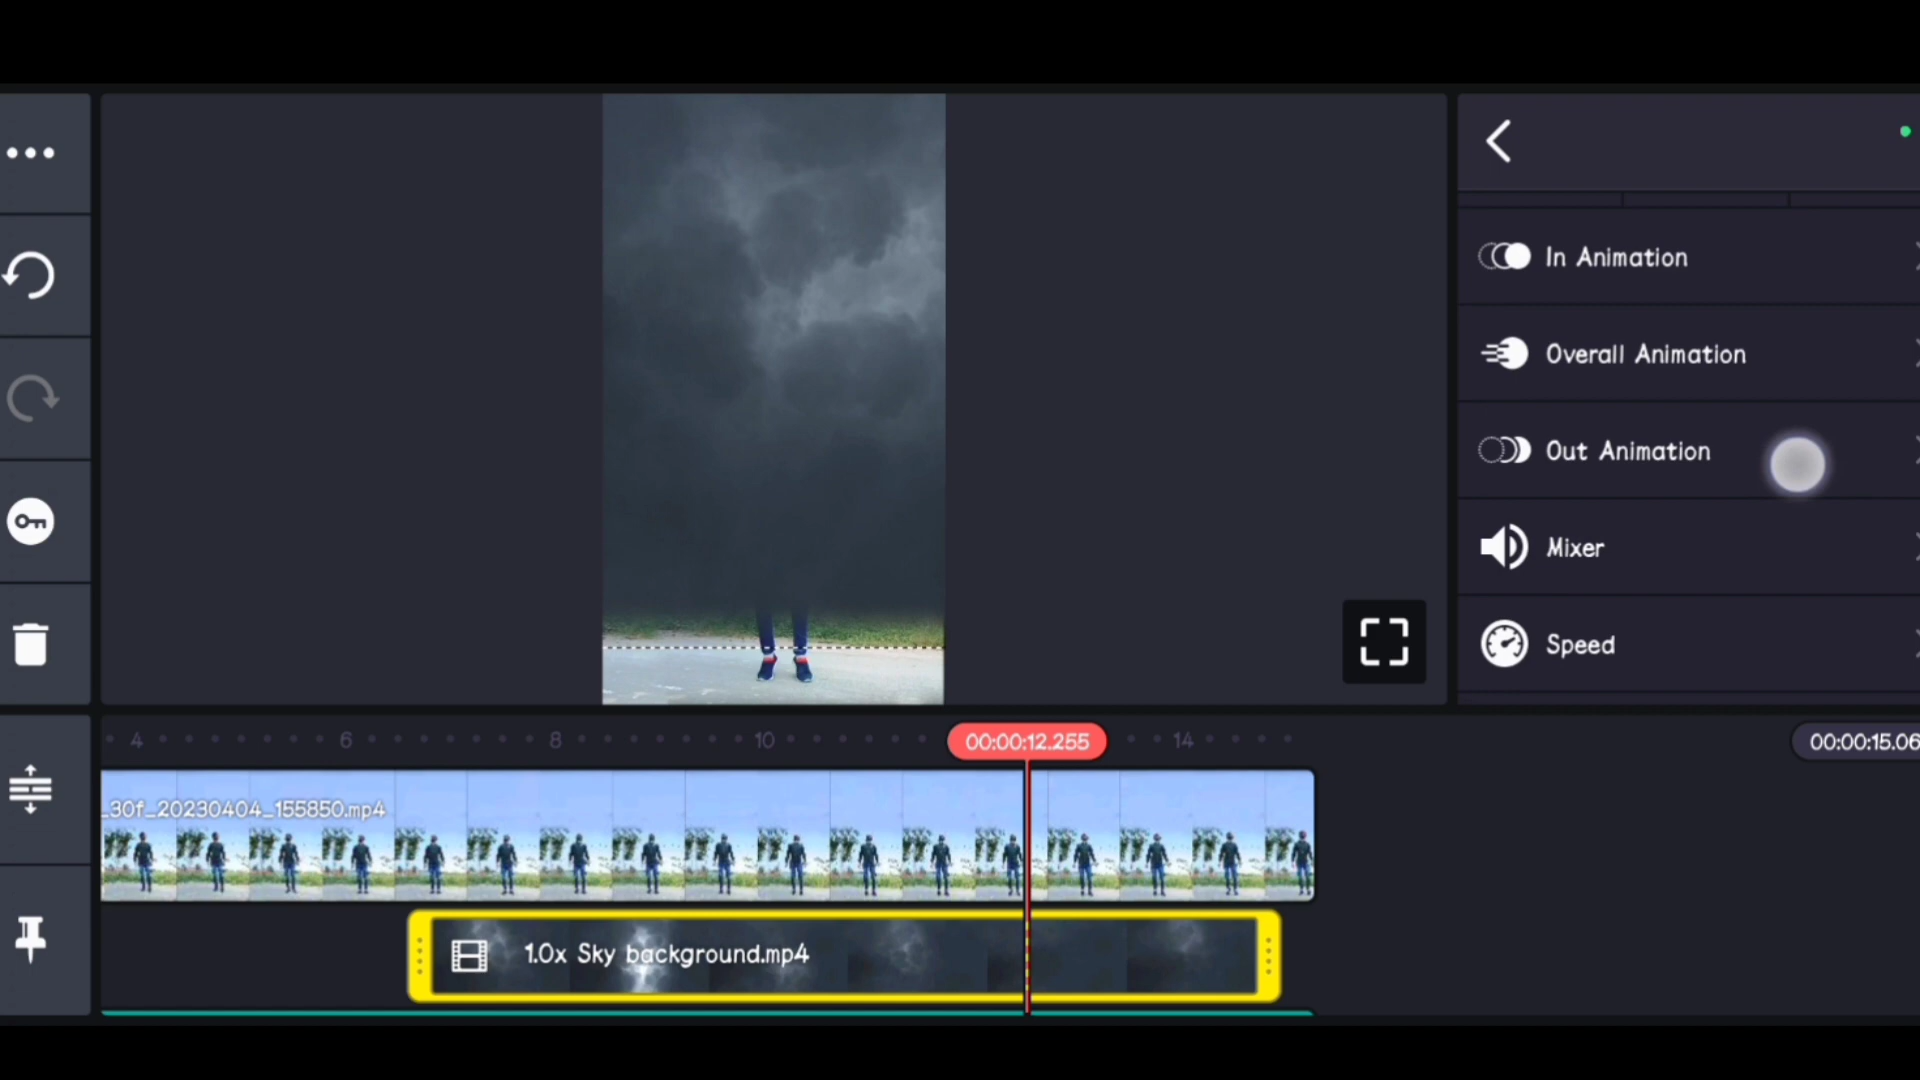 In Animation
Overall Animation
Out Animation
Mixer
Speed
4 6 8 10 00:00:12.255 14 00:00:15.06
_30f_20230404_155850.mp4
1.0x Sky background.mp4